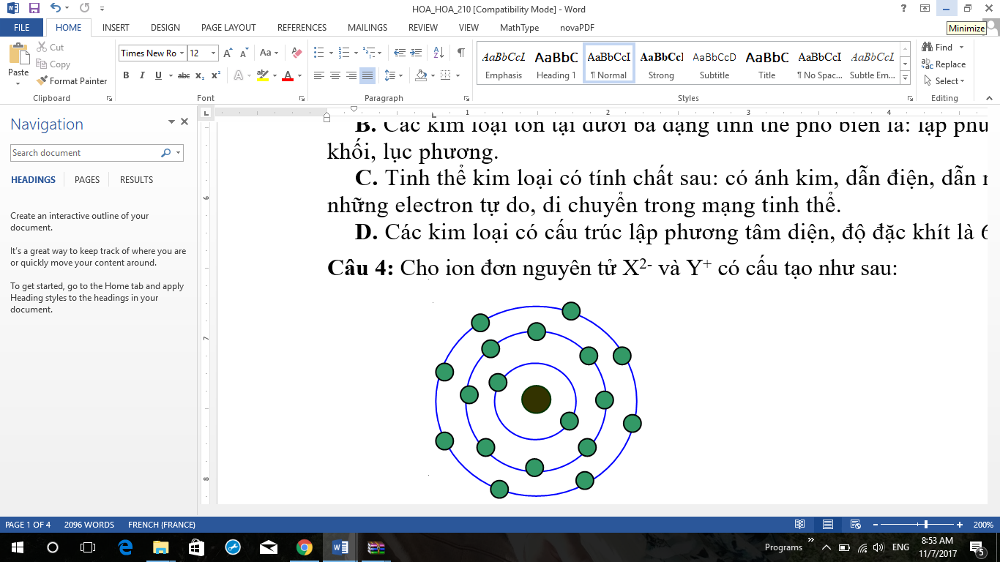 HOA_HOA_210 [Compatibility Mode] - Word
FILE HOME INSERT DESIGN PAGE LAYOUT REFERENCES MAILINGS REVIEW VIEW MathType novaPDF
Minimize
Paste
Cut
Copy
Format Painter
Clipboard
Times New Ro 12
Font
Paragraph
AaBbCcI AaBbC AaBbCcI AaBbCcI AaBbCcD AaBbC AaBbCcI AaBbCcI
Emphasis Heading 1 ¶ Normal Strong Subtitle Title ¶ No Spac... Subtle Em...
Styles
Find
Replace
Select
Editing
Navigation
Search document
HEADINGS PAGES RESULTS
Create an interactive outline of your
document.
It's a great way to keep track of where you are
or quickly move your content around.
To get started, go to the Home tab and apply
Heading styles to the headings in your
document.
1 2 3 4
6
7
8
B. Các kim loại tồn tại dưới ba dạng tinh thể phổ biến là: lập phư
khối, lục phương.
C. Tinh thể kim loại có tính chất sau: có ánh kim, dẫn điện, dẫn n
những electron tự do, di chuyển trong mạng tinh thể.
D. Các kim loại có cấu trúc lập phương tâm diện, độ đặc khít là 6
Câu 4: Cho ion đơn nguyên tử X²⁻ và Y⁺ có cấu tạo như sau:
PAGE 1 OF 4 2096 WORDS FRENCH (FRANCE)
200%
Programs
ENG
8:53 AM
11/7/2017
5